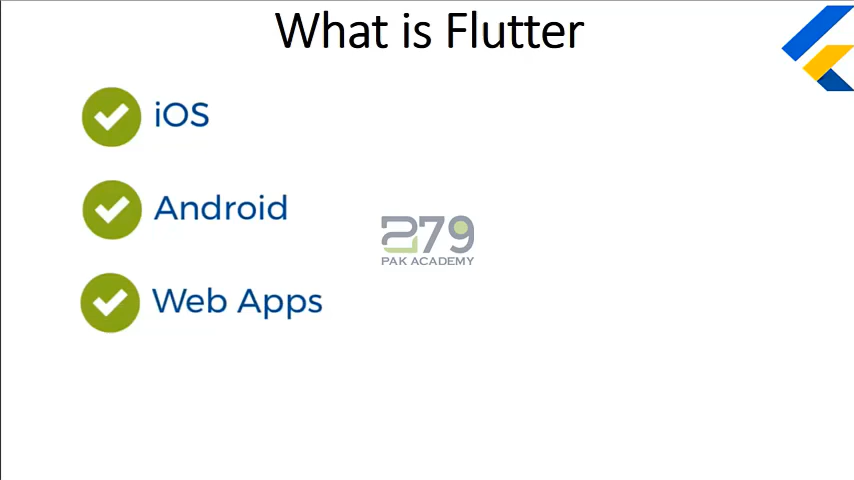 What is Flutter
iOS
Android
279
PAK ACADEMY
Web Apps